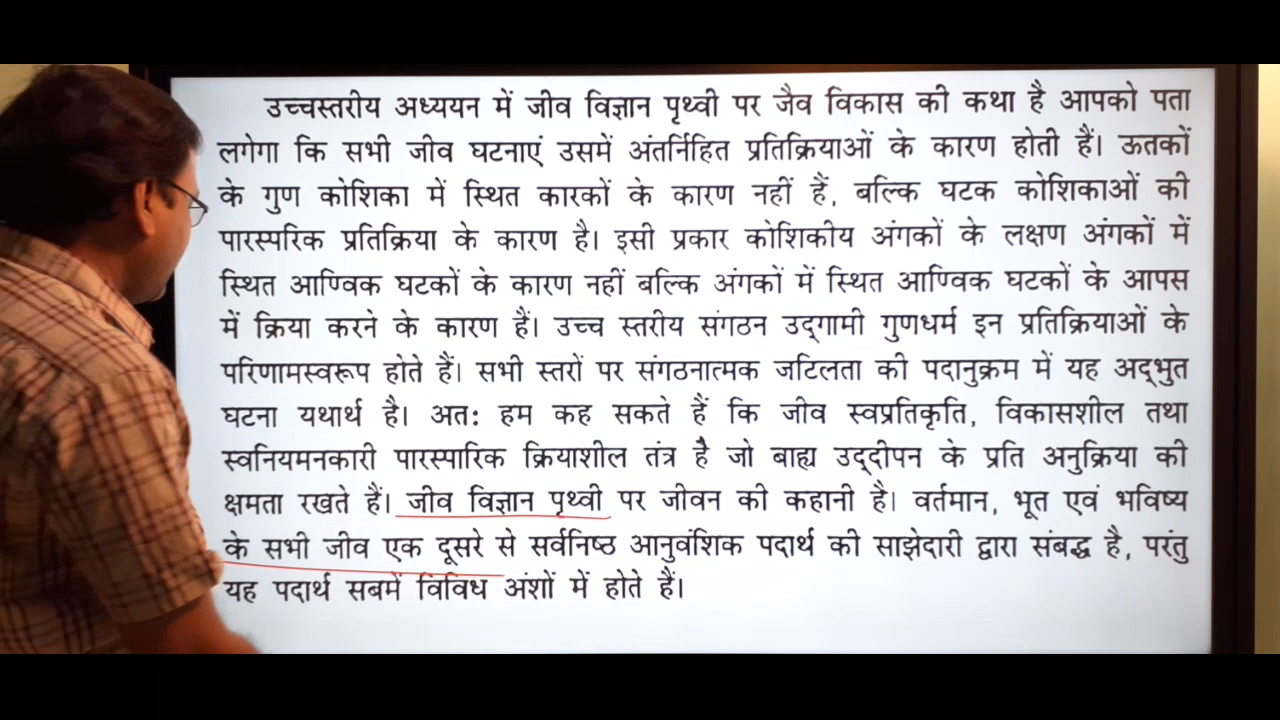 उच्चस्तरीय अध्ययन में जीव विज्ञान पृथ्वी पर जैव विकास की कथा है आपको पता
लगेगा कि सभी जीव घटनाएं उसमें अंतर्निहित प्रतिक्रियाओं के कारण होती हैं। ऊतकों
के गुण कोशिका में स्थित कारकों के कारण नहीं हैं, बल्कि घटक कोशिकाओं की
पारस्परिक प्रतिक्रिया के कारण है। इसी प्रकार कोशिकीय अंगकों के लक्षण अंगकों में
स्थित आण्विक घटकों के कारण नहीं बल्कि अंगकों में स्थित आण्विक घटकों के आपस
में क्रिया करने के कारण हैं। उच्च स्तरीय संगठन उद्‌गामी गुणधर्म इन प्रतिक्रियाओं के
परिणामस्वरूप होते हैं। सभी स्तरों पर संगठनात्मक जटिलता की पदानुक्रम में यह अद्‌भुत
घटना यथार्थ है। अतः हम कह सकते हैं कि जीव स्वप्रतिकृति, विकासशील तथा
स्वनियमनकारी पारस्पारिक क्रियाशील तंत्र है जो बाह्य उद्‌दीपन के प्रति अनुक्रिया की
क्षमता रखते हैं। जीव विज्ञान पृथ्वी पर जीवन की कहानी है। वर्तमान, भूत एवं भविष्य
के सभी जीव एक दूसरे से सर्वनिष्ठ आनुवंशिक पदार्थ की साझेदारी द्वारा संबद्ध है, परंतु
यह पदार्थ सबमें विविध अंशों में होते हैं।